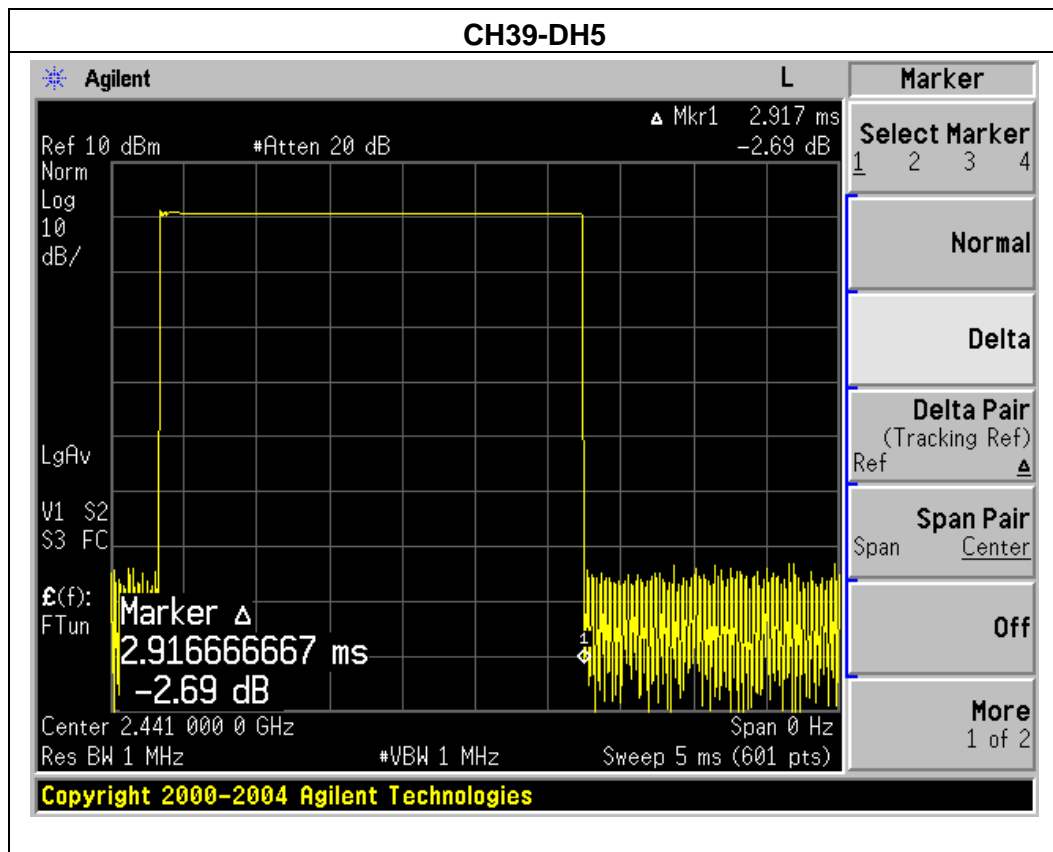 CH39-DH5
Agilent L Marker
Δ Mkr1 2.917 ms
Ref 10 dBm #Atten 20 dB -2.69 dB
Norm
Log
10
dB/
LgAv
V1 S2
S3 FC
£(f):
FTun
Marker Δ
2.916666667 ms
-2.69 dB
1
Center 2.441 000 0 GHz Span 0 Hz
Res BW 1 MHz #VBW 1 MHz Sweep 5 ms (601 pts)
Select Marker
1 2 3 4
Normal
Delta
Delta Pair
(Tracking Ref)
Ref Δ
Span Pair
Span Center
Off
More
1 of 2
Copyright 2000-2004 Agilent Technologies